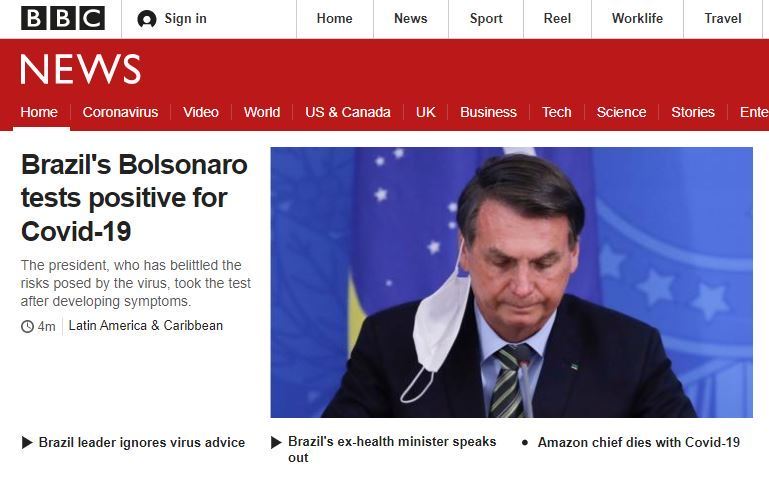 BBC Sign in Home News Sport Reel Worklife Travel
NEWS
Home Coronavirus Video World US & Canada UK Business Tech Science Stories Ente
Brazil's Bolsonaro
tests positive for
Covid-19
The president, who has belittled the
risks posed by the virus, took the test
after developing symptoms.
4m Latin America & Caribbean
Brazil leader ignores virus advice
Brazil's ex-health minister speaks
out
Amazon chief dies with Covid-19